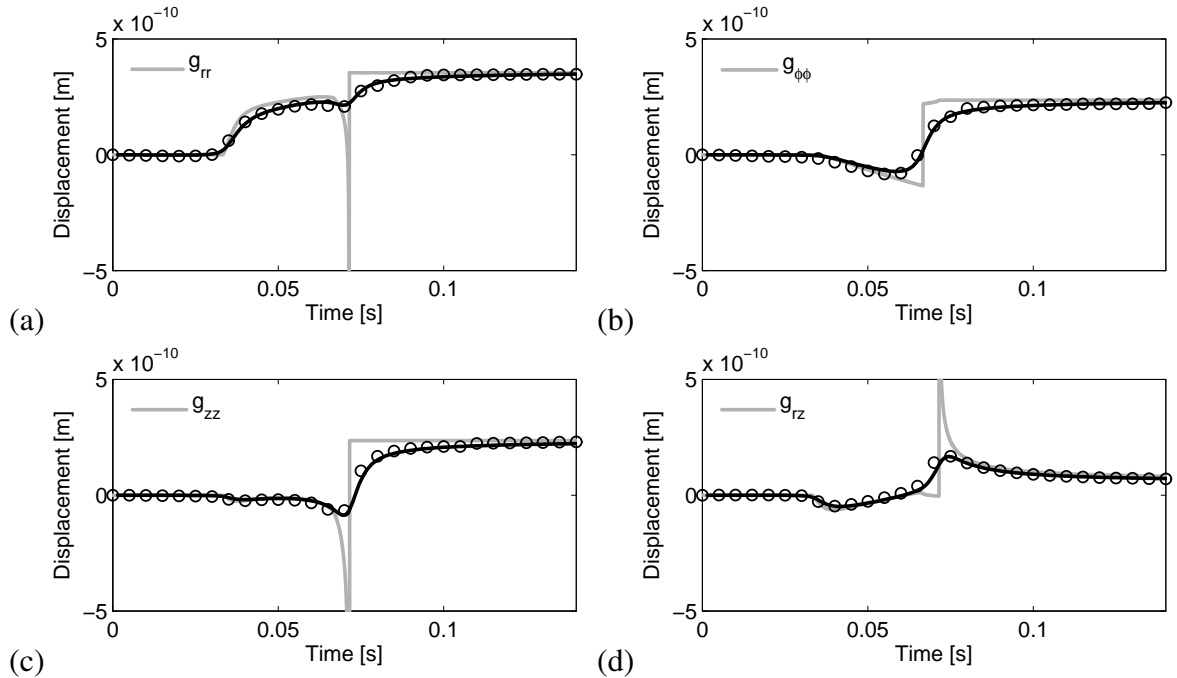 x 10⁻¹⁰
5
0
−5
Displacement [m]
g_rr
0
0.05
0.1
Time [s]
(a)
x 10⁻¹⁰
5
0
−5
Displacement [m]
g_ϕϕ
0
0.05
0.1
Time [s]
(b)
x 10⁻¹⁰
5
0
−5
Displacement [m]
g_zz
0
0.05
0.1
Time [s]
(c)
x 10⁻¹⁰
5
0
−5
Displacement [m]
g_rz
0
0.05
0.1
Time [s]
(d)